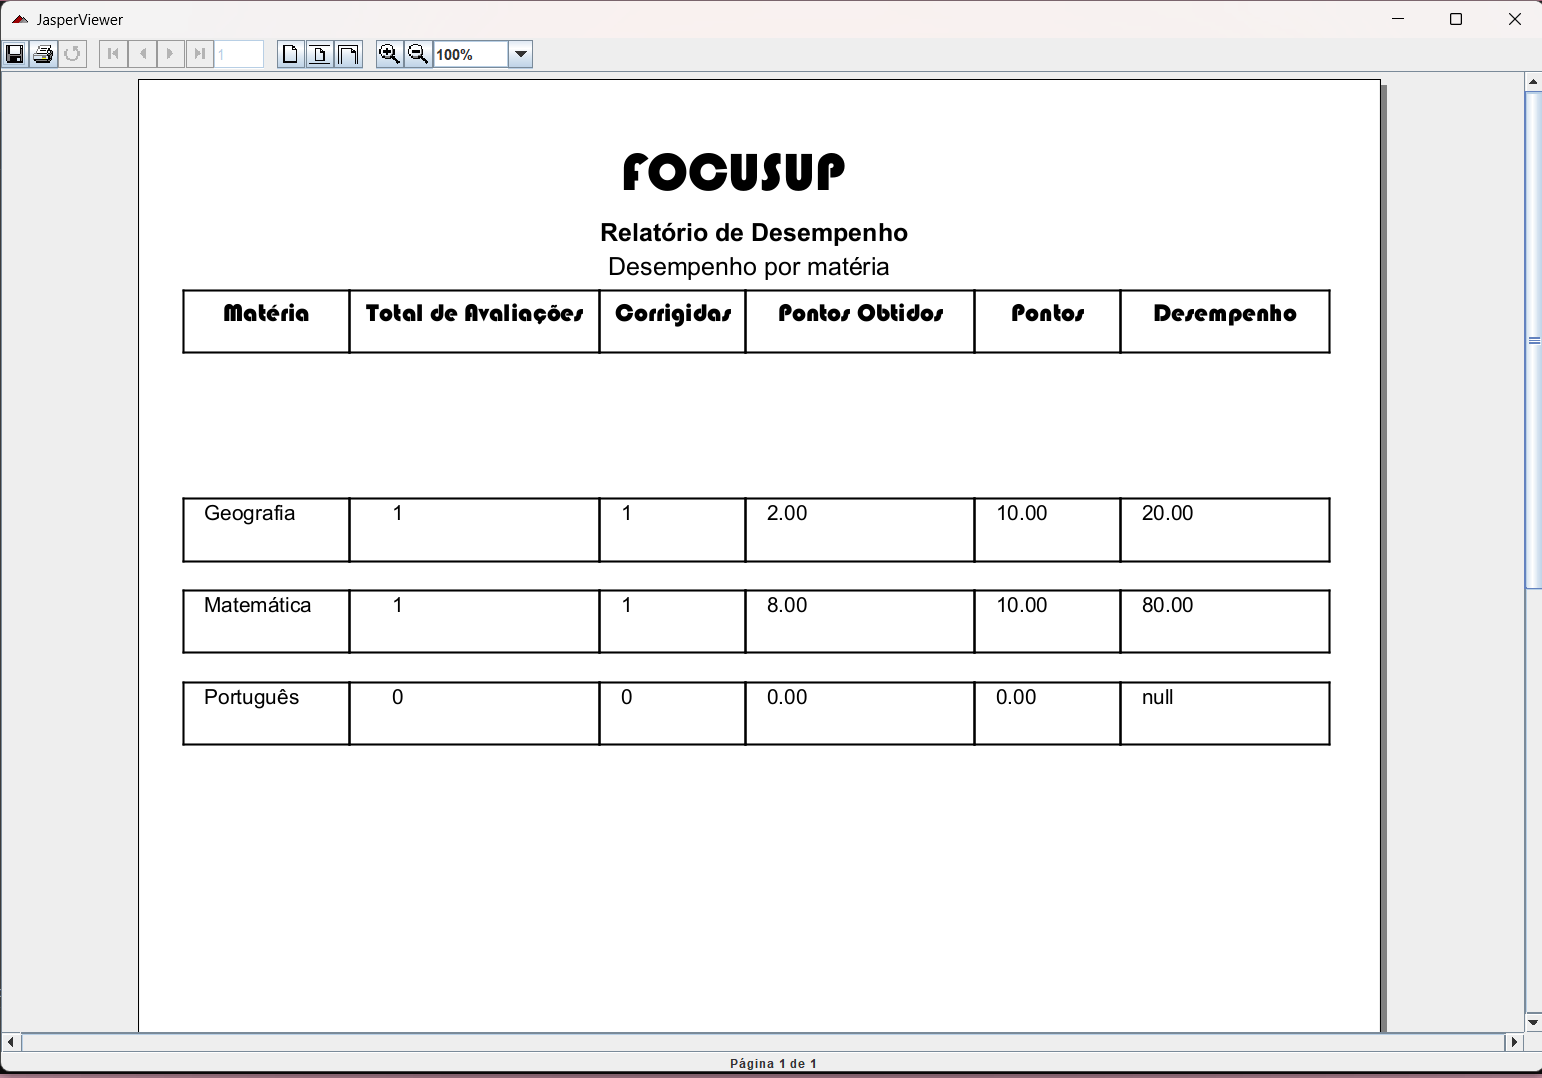 JasperViewer
1
100%
FOCUSUP
Relatório de Desempenho
Desempenho por matéria
Matéria Total de Avaliações Corrigidas Pontos Obtidos Pontos Desempenho
Geografia 1 1 2.00 10.00 20.00
Matemática 1 1 8.00 10.00 80.00
Português 0 0 0.00 0.00 null
Página 1 de 1